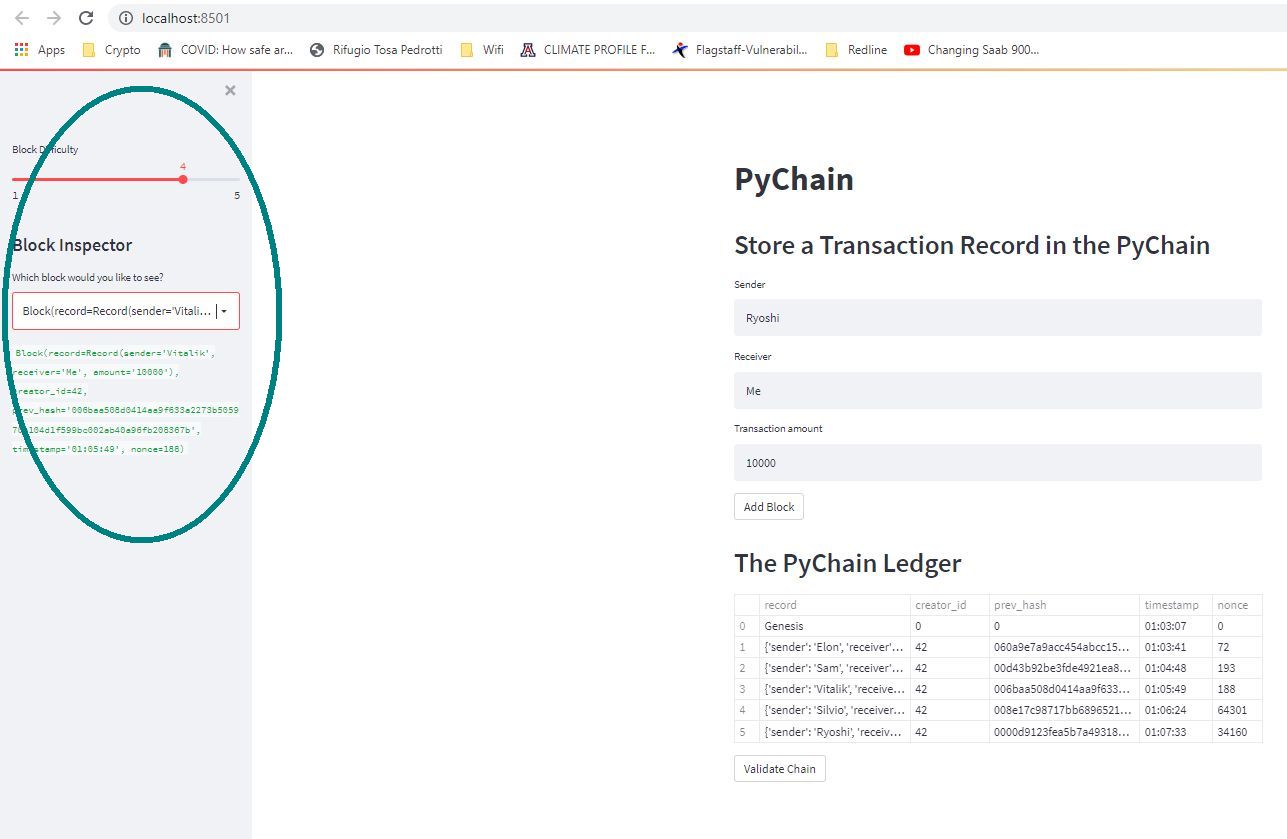 localhost:8501
Apps Crypto COVID: How safe ar... Rifugio Tosa Pedrotti Wifi CLIMATE PROFILE F... Flagstaff-Vulnerabil... Redline Changing Saab 900...
Block Difficulty
4
1 5
Block Inspector
Which block would you like to see?
Block(record=Record(sender='Vitali...
Block(record=Record(sender='Vitalik',
receiver='Me', amount='10000'),
creator_id=42,
prev_hash='006baa508d0414aa9f633a2273b5059
timestamp='01:05:49', nonce=188)
PyChain
Store a Transaction Record in the PyChain
Sender
Ryoshi
Receiver
Me
Transaction amount
10000
Add Block
The PyChain Ledger
record creator_id prev_hash timestamp nonce
0 Genesis 0 0 01:03:07 0
1 {'sender': 'Elon', 'receiver'... 42 060a9e7a9acc454abcc15... 01:03:41 72
2 {'sender': 'Sam', 'receiver'... 42 00d43b92be3fde4921ea8... 01:04:48 193
3 {'sender': 'Vitalik', 'receive... 42 006baa508d0414aa9f633... 01:05:49 188
4 {'sender': 'Silvio', 'receiver... 42 008e17c98717bb6896521... 01:06:24 64301
5 {'sender': 'Ryoshi', 'receiv... 42 0000d9123fea5b7a49318... 01:07:33 34160
Validate Chain